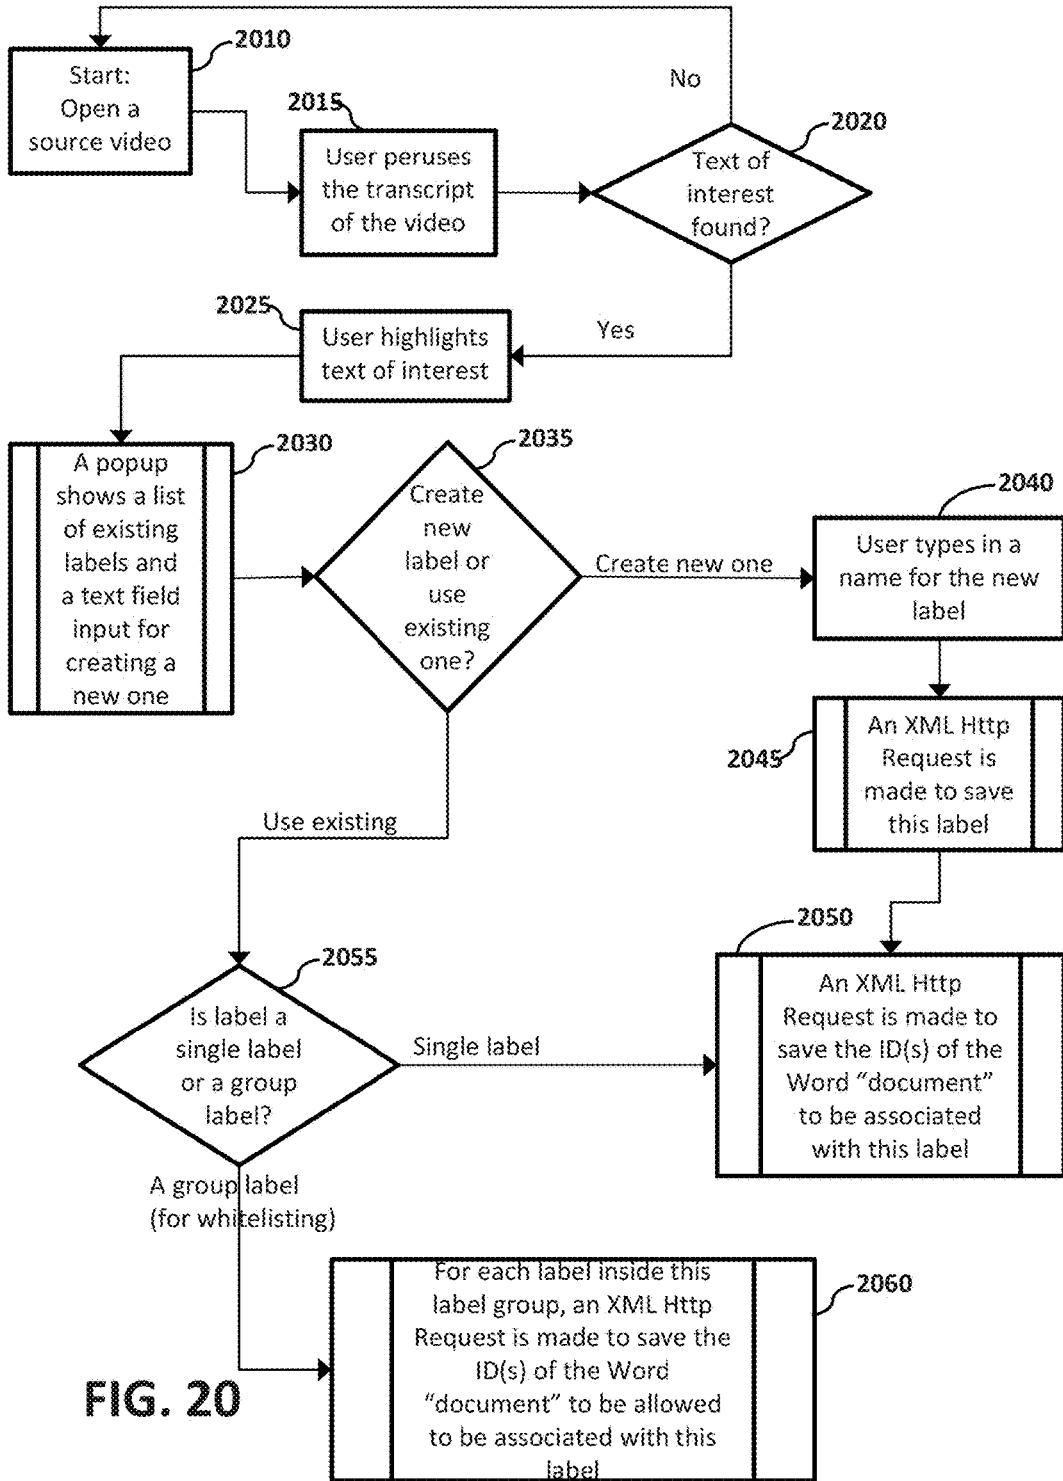 2010
Start:
Open a
source video
No
2015
User peruses
the transcript
of the video
2020
Text of
interest
found?
2025
User highlights
text of interest
Yes
2030
A popup
shows a list
of existing
labels and
a text field
input for
creating a
new one
2035
Create
new
label or
use
existing
one?
Create new one
2040
User types in a
name for the new
label
2045
An XML Http
Request is
made to save
this label
Use existing
2050
An XML Http
Request is made to
save the ID(s) of the
Word “document”
to be associated
with this label
2055
Is label a
single label
or a group
label?
Single label
A group label
(for whitelisting)
2060
For each label inside this
label group, an XML Http
Request is made to save the
ID(s) of the Word
“document” to be allowed
to be associated with this
label
FIG. 20